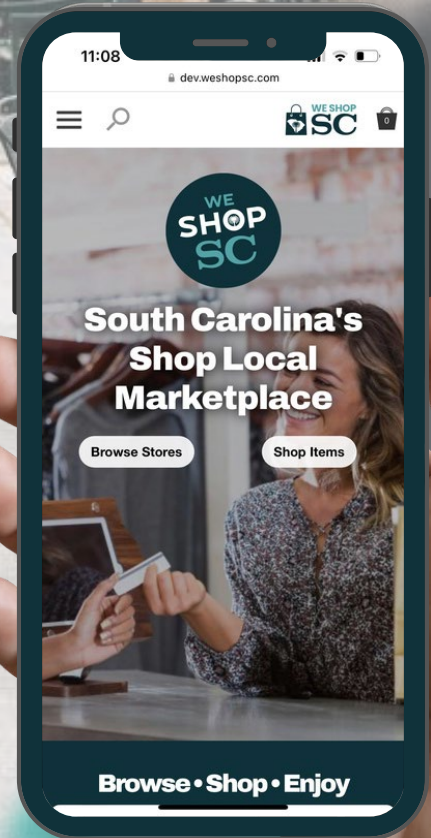 11:08
dev.weshopsc.com
WE SHOP
SC
0
WE
SHOP
SC
South Carolina's
Shop Local
Marketplace
Browse Stores
Shop Items
Browse • Shop • Enjoy